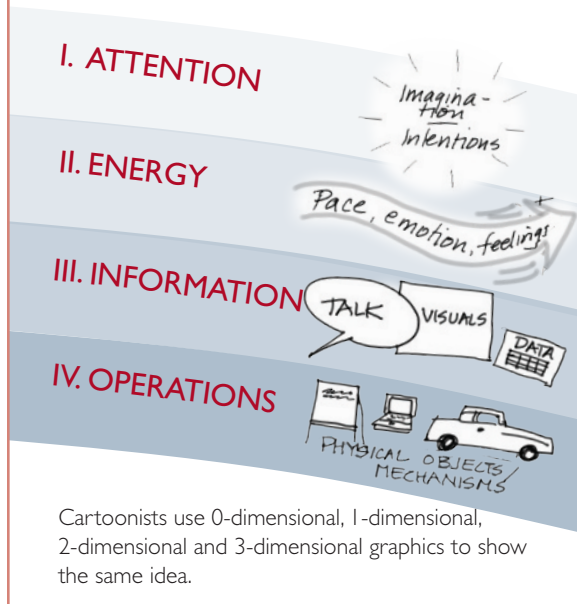 I. ATTENTION
Imagina-
tion
Intentions
II. ENERGY
+
Pace, emotion, feelings
III. INFORMATION
TALK
VISUALS
DATA
IV. OPERATIONS
PHYSICAL OBJECTS/
MECHANISMS
Cartoonists use 0-dimensional, 1-dimensional,
2-dimensional and 3-dimensional graphics to show
the same idea.